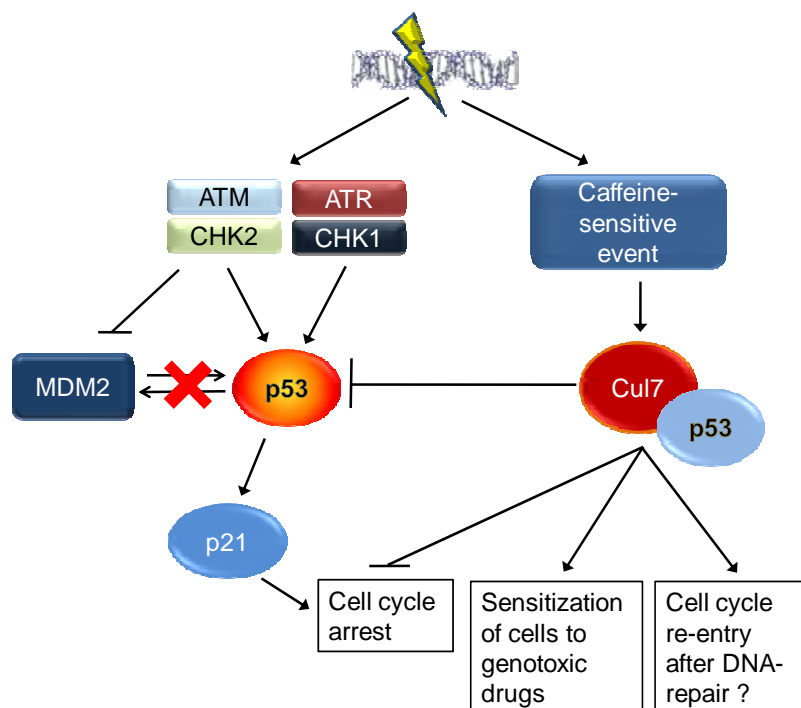 ATM
ATR
CHK2
CHK1
Caffeine-
sensitive
event
MDM2
p53
Cul7
p53
p21
Cell cycle
arrest
Sensitization
of cells to
genotoxic
drugs
Cell cycle
re-entry
after DNA-
repair ?